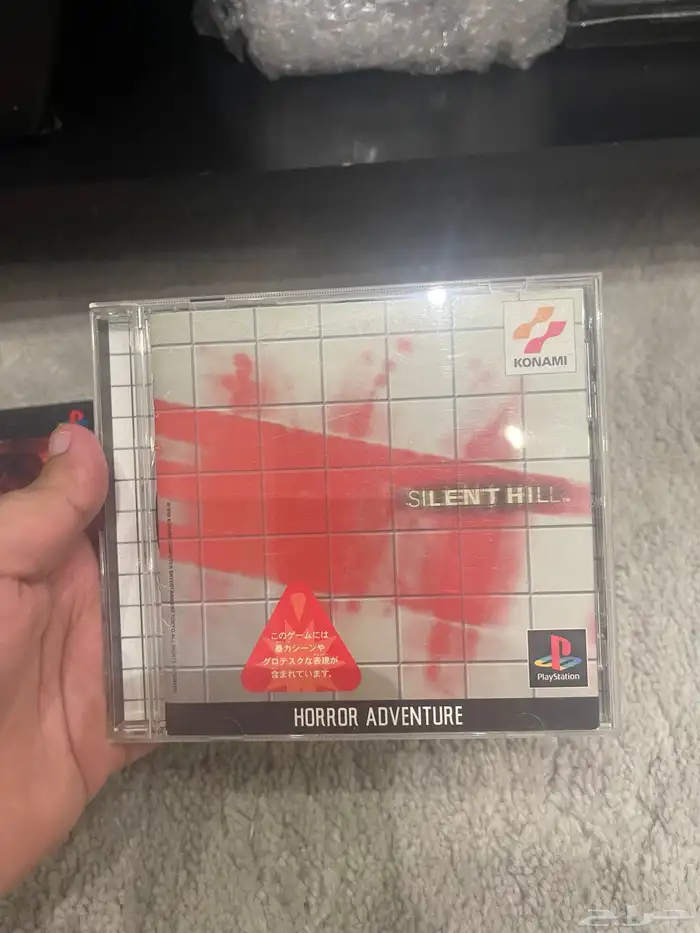 KONAMI
SILENT HILL
このゲームには
暴力シーンや
グロテスクな表現が
含まれています。
PlayStation
HORROR ADVENTURE